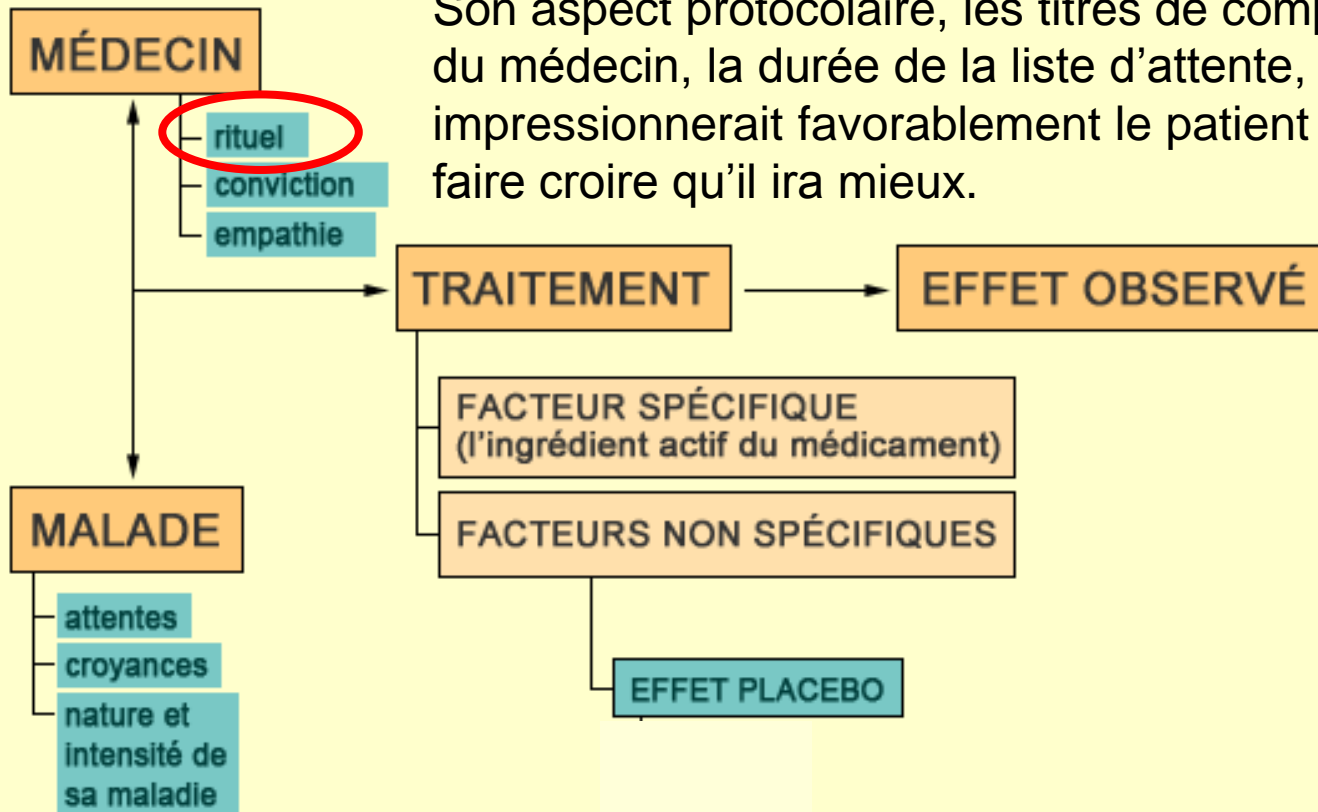 Son aspect protocolaire, les titres de
du médecin, la durée de la liste d’attente,
impressionnerait favorablement le patient
faire croire qu’il ira mieux.
MÉDECIN
rituel
conviction
empathie
TRAITEMENT
EFFET OBSERVÉ
FACTEUR SPÉCIFIQUE
(l’ingrédient actif du médicament)
FACTEURS NON SPÉCIFIQUES
EFFET PLACEBO
MALADE
attentes
croyances
nature et
intensité de
sa maladie